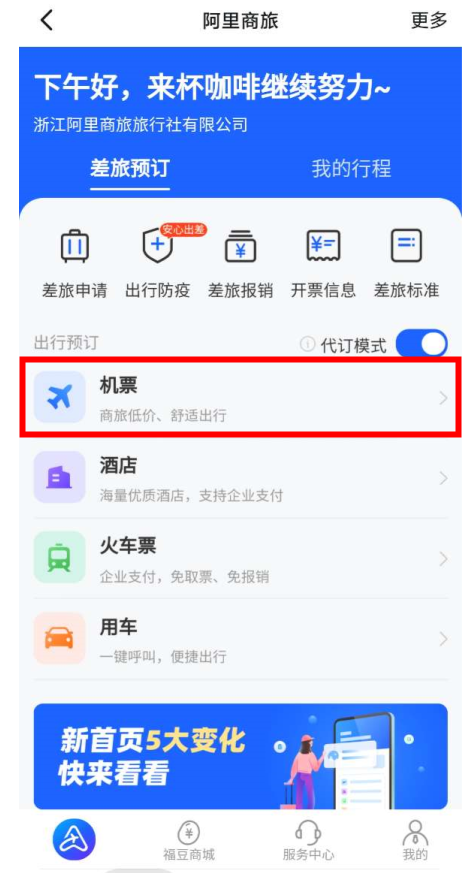 阿里商旅 更多
下午好，来杯咖啡继续努力~
浙江阿里商旅旅行社有限公司
差旅预订 我的行程
安心出差
差旅申请 出行防疫 差旅报销 开票信息 差旅标准
出行预订 代订模式
机票
商旅低价、舒适出行
酒店
海量优质酒店，支持企业支付
火车票
企业支付，免取票、免报销
用车
一键呼叫，便捷出行
新首页5大变化
快来看看
福豆商城 服务中心 我的